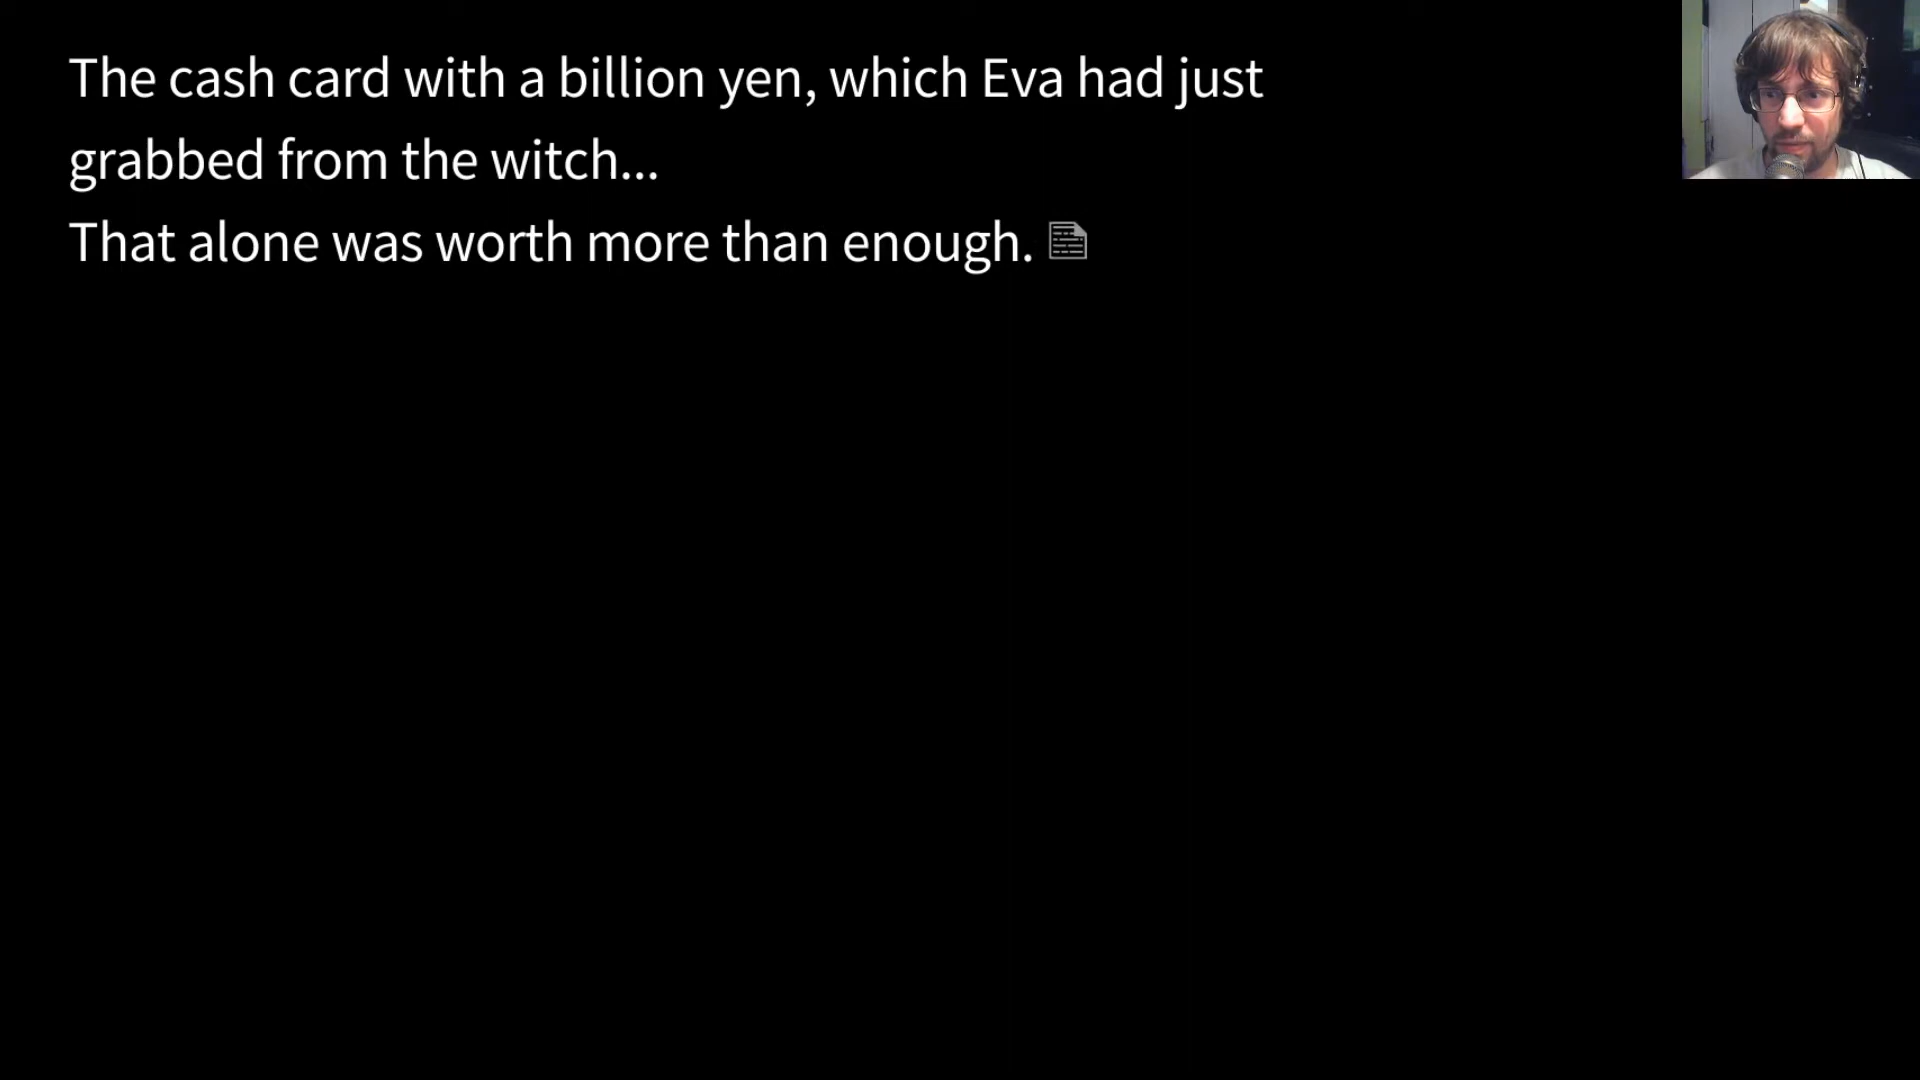 The cash card with a billion yen, which Eva had just
grabbed from the witch...
That alone was worth more than enough.